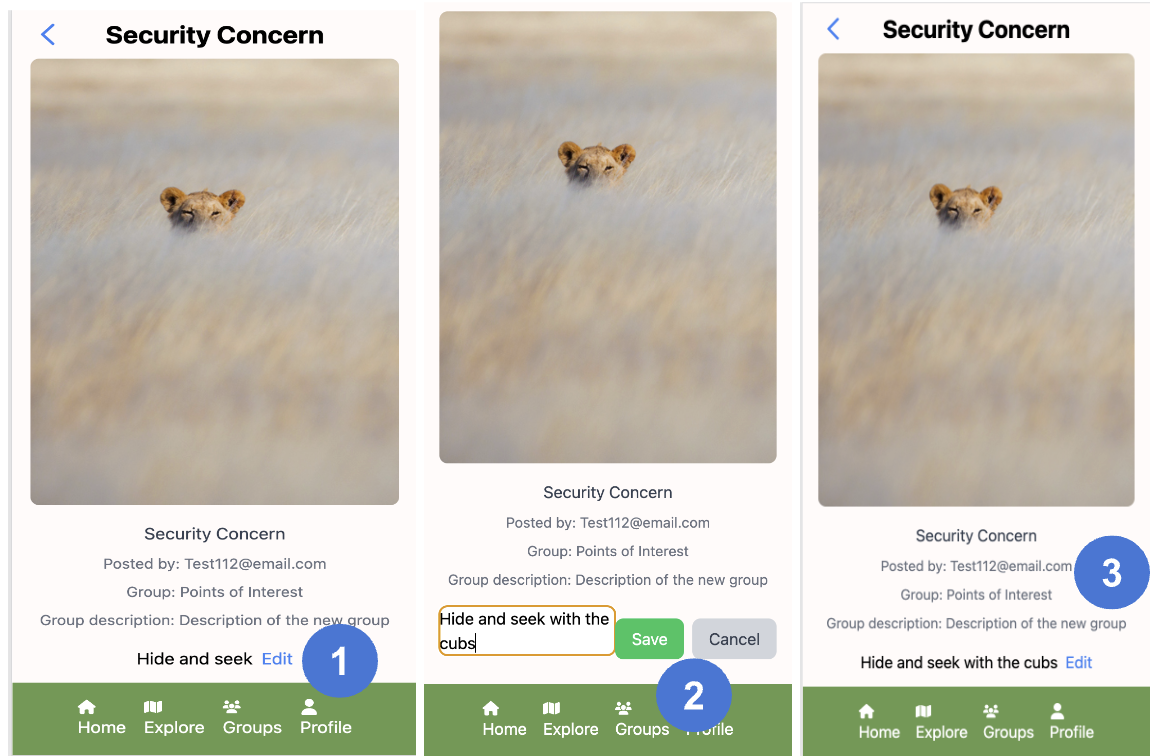 Security Concern
Security Concern
Posted by: Test112@email.com
Group: Points of Interest
Group description: Description of the new group
Hide and seek Edit
1
Home Explore Groups Profile
Security Concern
Posted by: Test112@email.com
Group: Points of Interest
Group description: Description of the new group
Hide and seek with the
cubs
Save Cancel
2
Home Explore Groups Profile
Security Concern
Security Concern
Posted by: Test112@email.com
3
Group: Points of Interest
Group description: Description of the new group
Hide and seek with the cubs Edit
Home Explore Groups Profile